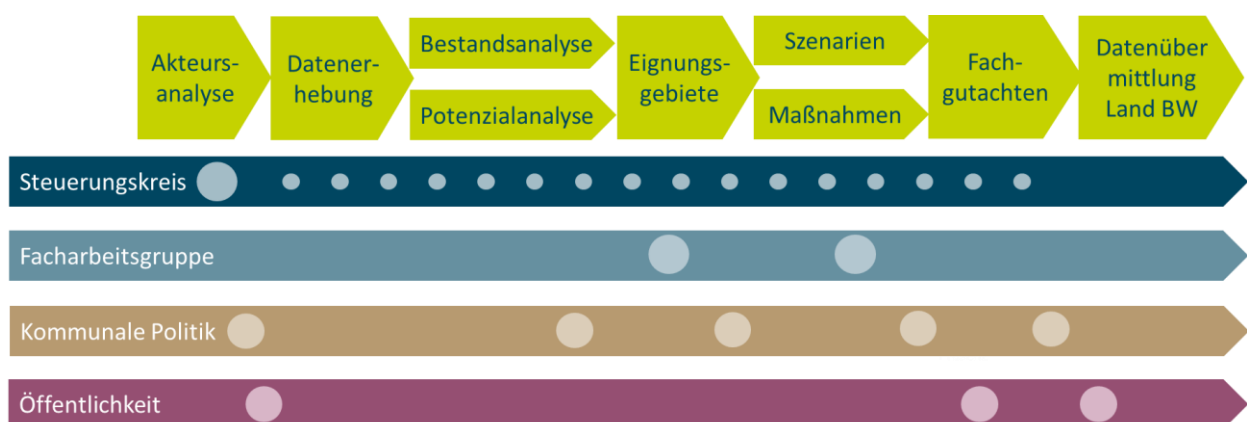 Akteurs-
analyse
Datener-
hebung
Bestandsanalyse
Potenzialanalyse
Eignungs-
gebiete
Szenarien
Maßnahmen
Fach-
gutachten
Datenüber
mittlung
Land BW
Steuerungskreis
Facharbeitsgruppe
Kommunale Politik
Öffentlichkeit